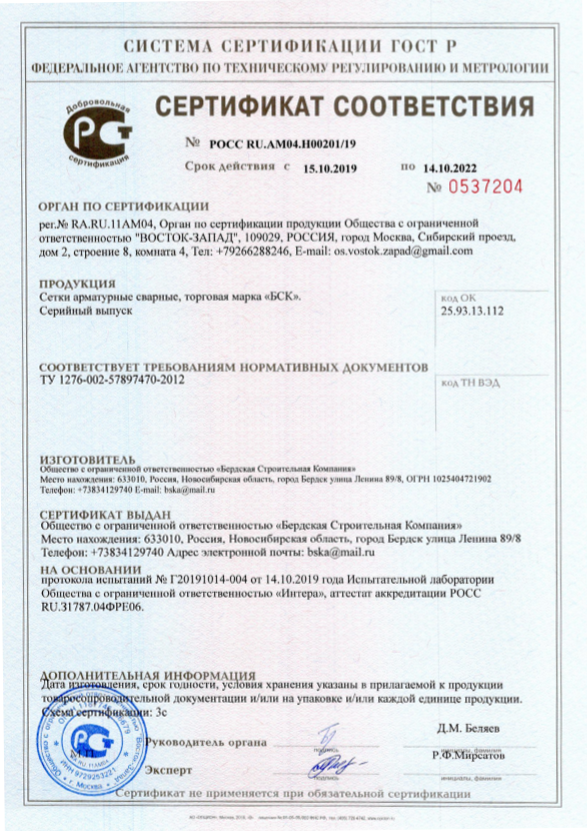 СИСТЕМА СЕРТИФИКАЦИИ ГОСТ Р
ФЕДЕРАЛЬНОЕ АГЕНТСТВО ПО ТЕХНИЧЕСКОМУ РЕГУЛИРОВАНИЮ И МЕТРОЛОГИИ
Добровольная
сертификация
СЕРТИФИКАТ СООТВЕТСТВИЯ
№ РОСС RU.АМ04.Н00201/19
Срок действия с 15.10.2019 по 14.10.2022
№ 0537204
ОРГАН ПО СЕРТИФИКАЦИИ
рег.№ RA.RU.11АМ04, Орган по сертификации продукции Общества с ограниченной
ответственностью "ВОСТОК-ЗАПАД", 109029, РОССИЯ, город Москва, Сибирский проезд,
дом 2, строение 8, комната 4, Тел: +79266288246, E-mail: os.vostok.zapad@gmail.com
ПРОДУКЦИЯ
Сетки арматурные сварные, торговая марка «БСК».
Серийный выпуск
код ОК
25.93.13.112
СООТВЕТСТВУЕТ ТРЕБОВАНИЯМ НОРМАТИВНЫХ ДОКУМЕНТОВ
ТУ 1276-002-57897470-2012
код ТН ВЭД
ИЗГОТОВИТЕЛЬ
Общество с ограниченной ответственностью «Бердская Строительная Компания»
Место нахождения: 633010, Россия, Новосибирская область, город Бердск улица Ленина 89/8, ОГРН 1025404721902
Телефон: +73834129740 E-mail: bska@mail.ru
СЕРТИФИКАТ ВЫДАН
Общество с ограниченной ответственностью «Бердская Строительная Компания»
Место нахождения: 633010, Россия, Новосибирская область, город Бердск улица Ленина 89/8
Телефон: +73834129740 Адрес электронной почты: bska@mail.ru
НА ОСНОВАНИИ
протокола испытаний № Г20191014-004 от 14.10.2019 года Испытательной лаборатории
Общества с ограниченной ответственностью «Интера», аттестат аккредитации РОСС
RU.31787.04ФРЕ06.
ДОПОЛНИТЕЛЬНАЯ ИНФОРМАЦИЯ
Дата изготовления, срок годности, условия хранения указаны в прилагаемой к продукции
товаросопроводительной документации и/или на упаковке и/или каждой единице продукции.
Схема сертификации: 3с
Д.М. Беляев
Руководитель органа
подпись
инициалы, фамилия
М.П.
Р.Ф.Мирсатов
Эксперт
подпись
инициалы, фамилия
Сертификат не применяется при обязательной сертификации